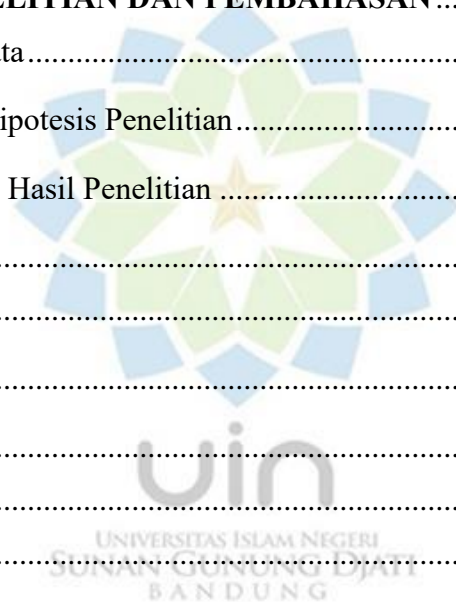 ELITIAN DAN PEMBAHASAN...
ta........................................................
ipotesis Penelitian..............................
Hasil Penelitian ................................
............................................................
............................................................
............................................................
............................................................
............................................................
............................................................
uin
UNIVERSITAS ISLAM NEGERI
SUNAN GUNUNG DJATI
BANDUNG